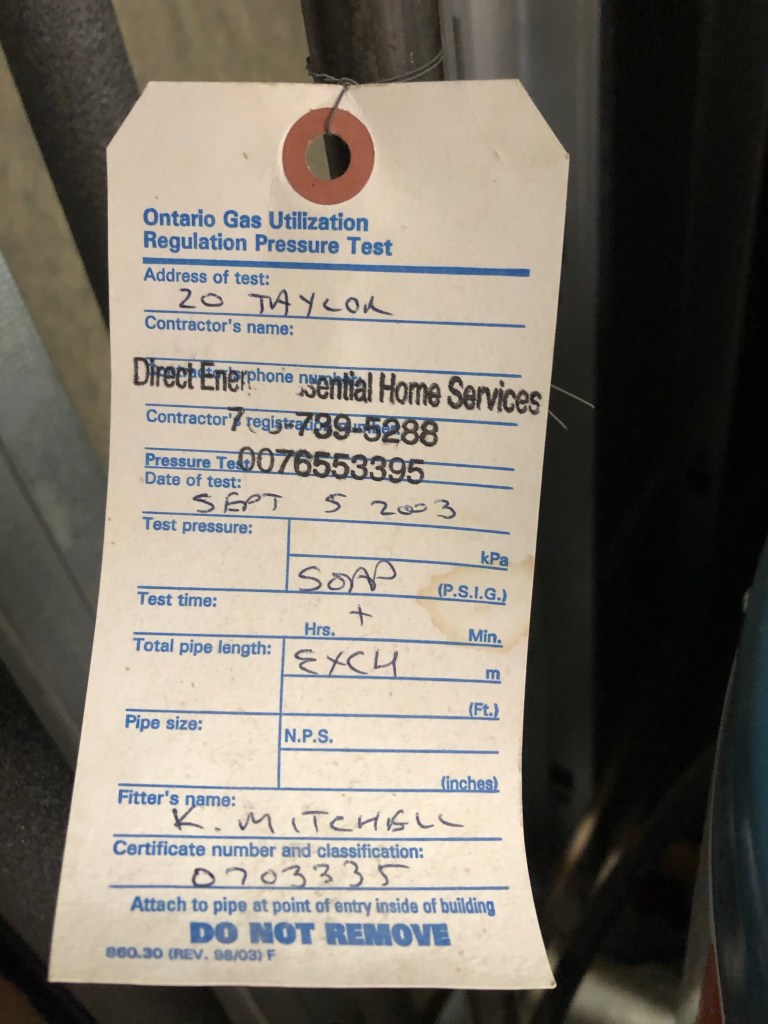 Ontario Gas Utilization
Regulation Pressure Test
Address of test:
20 TAYLOR
Contractor's name:
Direct Ener sential Home Services
Contractor's phone number:
739-5288
Contractor's registration number
0076553395
Pressure Test
Date of test:
SEPT 5 2003
Test pressure:
kPa
SOAP (P.S.I.G.)
Test time: +
Hrs. Min.
Total pipe length: EXCH m
(Ft.)
Pipe size: N.P.S.
(inches)
Fitter's name:
K. MITCHELL
Certificate number and classification:
0703335
Attach to pipe at point of entry inside of building
DO NOT REMOVE
860.30 (REV. 98/03) F